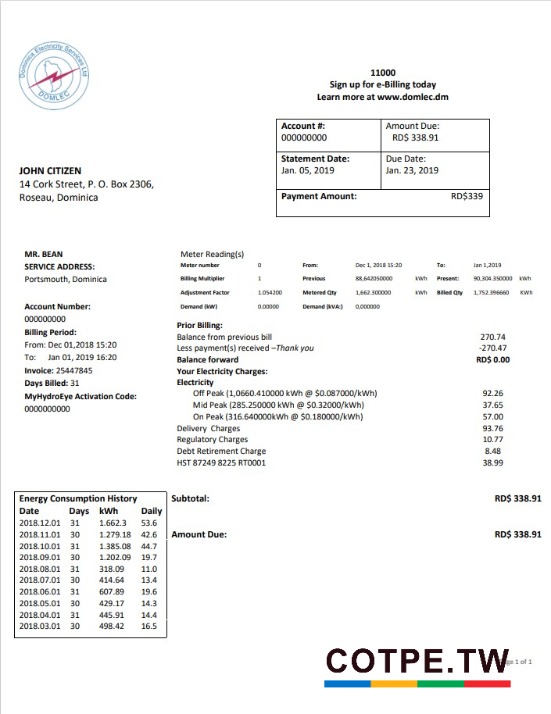 Dominica Electricity Services Ltd
DOMLEC
11000
Sign up for e-Billing today
Learn more at www.domlec.dm
Account #:
000000000
Amount Due:
RD$ 338.91
Statement Date:
Jan. 05, 2019
Due Date:
Jan. 23, 2019
Payment Amount: RD$339
JOHN CITIZEN
14 Cork Street, P. O. Box 2306,
Roseau, Dominica
MR. BEAN
SERVICE ADDRESS:
Portsmouth, Dominica
Account Number:
000000000
Billing Period:
From: Dec 01,2018 15:20
To: Jan 01, 2019 16:20
Invoice: 25447845
Days Billed: 31
MyHydroEye Activation Code:
0000000000
Meter Reading(s)
Meter number 0 From: Dec 1, 2018 15:20 To: Jan 1,2019
Billing Multiplier 1 Previous 88,642050000 kWh Present: 90,304.350000 kWh
Adjustment Factor 1.054200 Metered Qty 1,662.300000 kWh Billed Qty 1,752.396660 KWh
Demand (kW) 0.00000 Demand (kVA:) 0,000000
Prior Billing:
Balance from previous bill 270.74
Less payment(s) received –Thank you -270.47
Balance forward RD$ 0.00
Your Electricity Charges:
Electricity
Off Peak (1,0660.410000 kWh @ $0.087000/kWh) 92.26
Mid Peak (285.250000 kWh @ $0.32000/kWh) 37.65
On Peak (316.640000kWh @ $0.180000/kWh) 57.00
Delivery Charges 93.76
Regulatory Charges 10.77
Debt Retirement Charge 8.48
HST 87249 8225 RT0001 38.99
Energy Consumption History
Date Days kWh Daily
2018.12.01 31 1.662.3 53.6
2018.11.01 30 1.279.18 42.6
2018.10.01 31 1.385.08 44.7
2018.09.01 30 1.202.09 19.7
2018.08.01 31 318.09 11.0
2018.07.01 30 414.64 13.4
2018.06.01 31 607.89 19.6
2018.05.01 30 429.17 14.3
2018.04.01 31 445.91 14.4
2018.03.01 30 498.42 16.5
Subtotal: RD$ 338.91
Amount Due: RD$ 338.91
COTPE.TW
Page 1 of 1